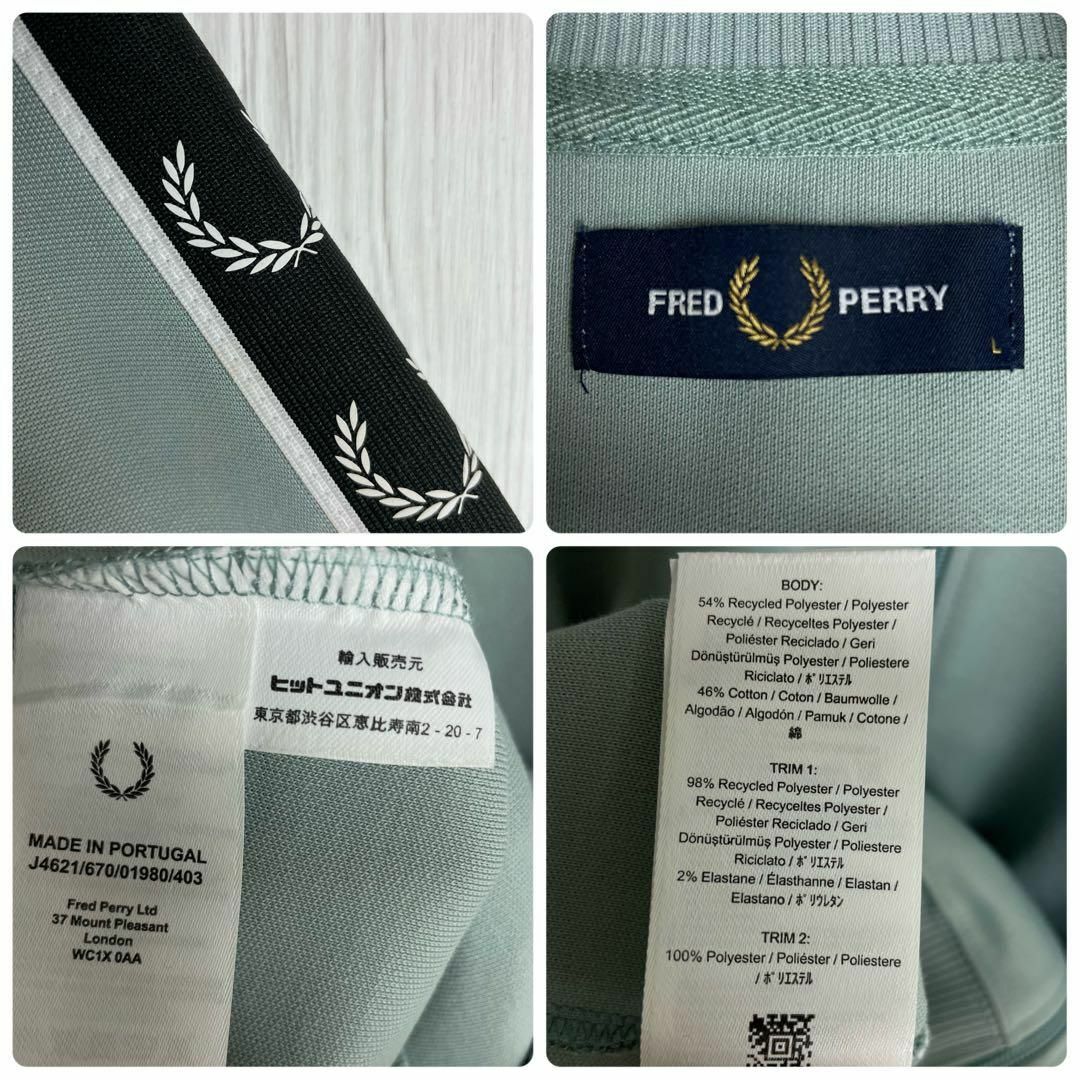 FRED PERRY
L
輸入販売元
ヒットユニオン株式会社
東京都渋谷区恵比寿南2-20-7
MADE IN PORTUGAL
J4621/670/01980/403
Fred Perry Ltd
37 Mount Pleasant
London
WC1X 0AA
BODY:
54% Recycled Polyester / Polyester
Recyclé / Recyceltes Polyester /
Poliéster Reciclado / Geri
Dönüştürülmüş Polyester / Poliestere
Riciclato / ﾎﾟﾘｴｽﾃﾙ
46% Cotton / Coton / Baumwolle /
Algodão / Algodón / Pamuk / Cotone /
綿
TRIM 1:
98% Recycled Polyester / Polyester
Recyclé / Recyceltes Polyester /
Poliéster Reciclado / Geri
Dönüştürülmüş Polyester / Poliestere
Riciclato / ﾎﾟﾘｴｽﾃﾙ
2% Elastane / Élasthanne / Elastan /
Elastano / ﾎﾟﾘｳﾚﾀﾝ
TRIM 2:
100% Polyester / Poliéster / Poliestere
/ ﾎﾟﾘｴｽﾃﾙ